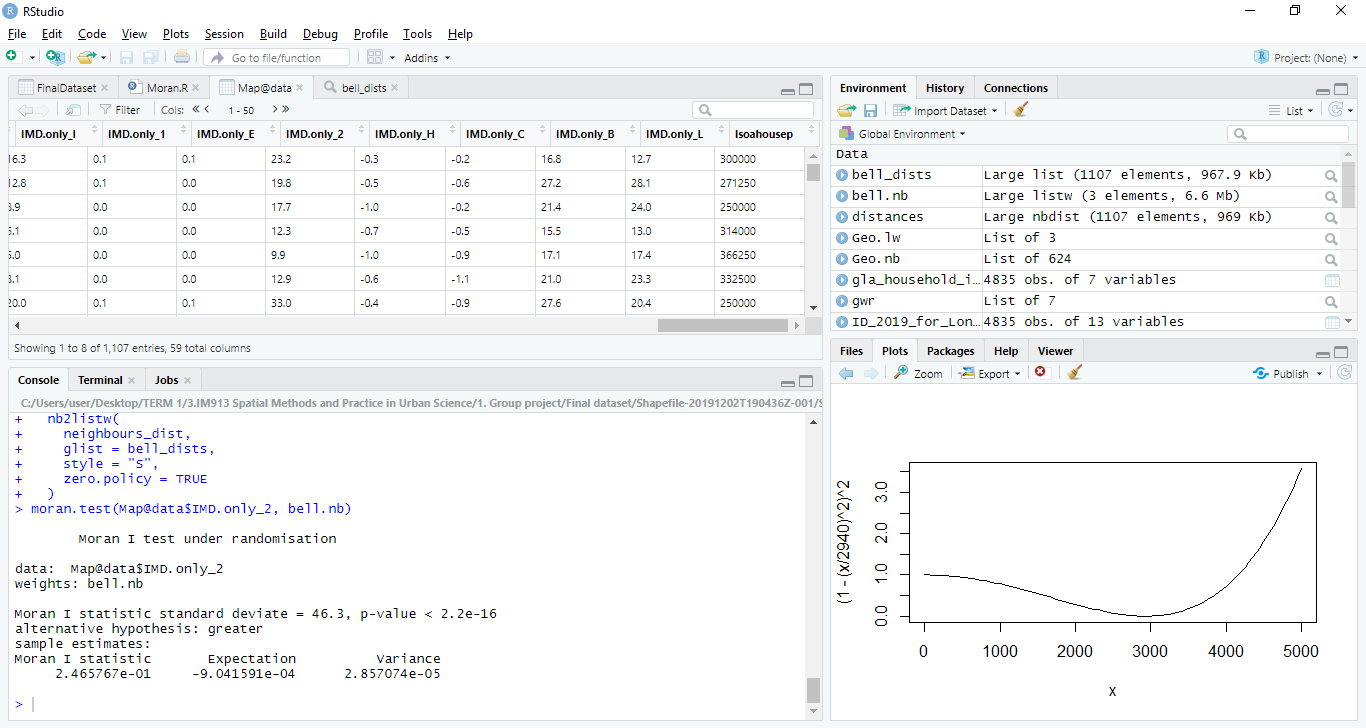 RStudio
File Edit Code View Plots Session Build Debug Profile Tools Help
Go to file/function Addins Project: (None)
FinalDataset Moran.R Map@data bell_dists
Filter Cols: 1 - 50
IMD.only_I IMD.only_1 IMD.only_E IMD.only_2 IMD.only_H IMD.only_C IMD.only_B IMD.only_L lsoahousep
16.3 0.1 0.1 23.2 -0.3 -0.2 16.8 12.7 300000
12.8 0.1 0.0 19.8 -0.5 -0.6 27.2 28.1 271250
3.9 0.0 0.0 17.7 -1.0 -0.2 21.4 24.0 250000
5.1 0.0 0.0 12.3 -0.7 -0.5 15.5 13.0 314000
5.0 0.0 0.0 9.9 -1.0 -0.9 17.1 17.4 366250
3.1 0.0 0.0 12.9 -0.6 -1.1 21.0 23.3 332500
20.0 0.1 0.1 33.0 -0.4 -0.9 27.6 20.4 250000
Showing 1 to 8 of 1,107 entries, 59 total columns
Console Terminal Jobs
C:/Users/user/Desktop/TERM 1/3.IM913 Spatial Methods and Practice in Urban Science/1. Group project/Final dataset/Shapefile-20191202T190436Z-001/S
+ nb2listw(
+ neighbours_dist,
+ glist = bell_dists,
+ style = "S",
+ zero.policy = TRUE
+ )
> moran.test(Map@data$IMD.only_2, bell.nb)
Moran I test under randomisation
data: Map@data$IMD.only_2
weights: bell.nb
Moran I statistic standard deviate = 46.3, p-value < 2.2e-16
alternative hypothesis: greater
sample estimates:
Moran I statistic Expectation Variance
2.465767e-01 -9.041591e-04 2.857074e-05
>
Environment History Connections
Import Dataset List
Global Environment
Data
bell_dists Large list (1107 elements, 967.9 Kb)
bell.nb Large listw (3 elements, 6.6 Mb)
distances Large nbdist (1107 elements, 969 Kb)
Geo.lw List of 3
Geo.nb List of 624
gla_household_i… 4835 obs. of 7 variables
gwr List of 7
ID_2019_for_Lon… 4835 obs. of 13 variables
Files Plots Packages Help Viewer
Zoom Export Publish
(1 - (x/2940)^2)^2
0.0 1.0 2.0 3.0
0 1000 2000 3000 4000 5000
x